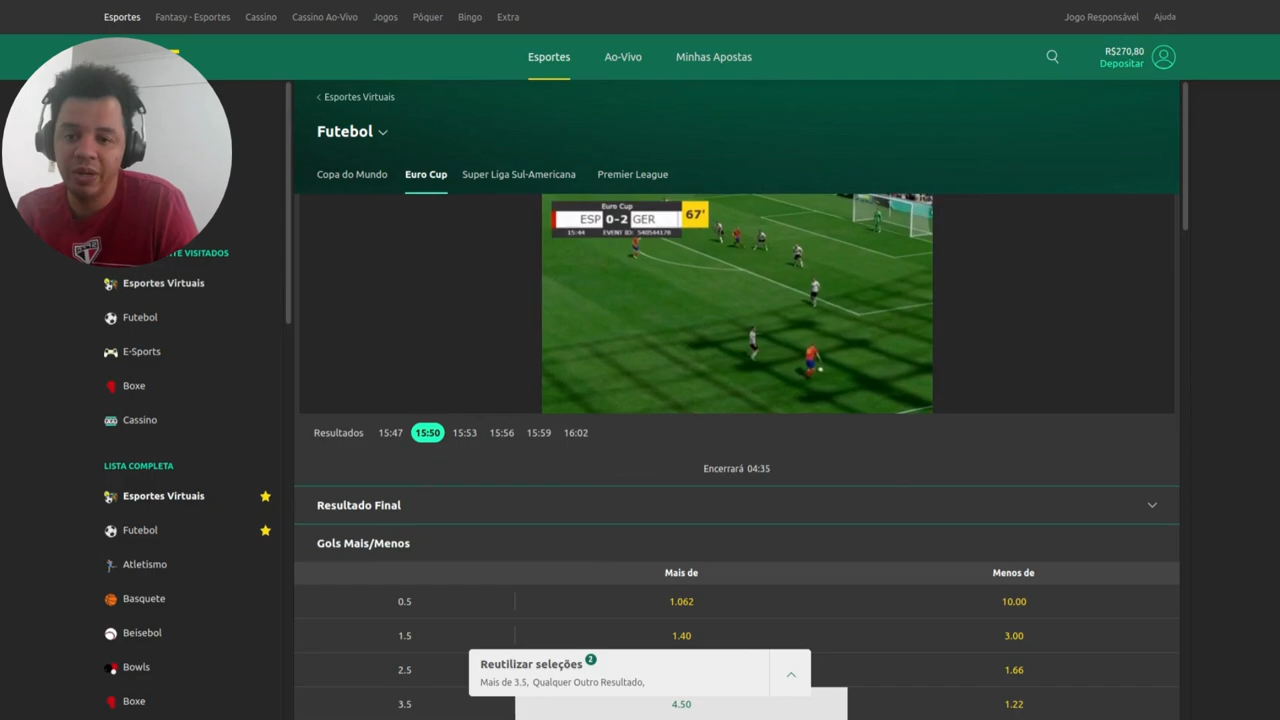 Esportes Fantasy - Esportes Cassino Cassino Ao-Vivo Jogos Pôquer Bingo Extra Jogo Responsável Ajuda
Esportes Ao-Vivo Minhas Apostas R$270,80
Depositar
Esportes Virtuais
Futebol
Copa do Mundo Euro Cup Super Liga Sul-Americana Premier League
Euro Cup
ESP 0-2 GER 67'
15:44 EVENT ID: 540544178
TE VISITADOS
Esportes Virtuais
Futebol
E-Sports
Boxe
Cassino
LISTA COMPLETA
Esportes Virtuais
Futebol
Atletismo
Basquete
Beisebol
Bowls
Boxe
Resultados 15:47 15:50 15:53 15:56 15:59 16:02
Encerrará 04:35
Resultado Final
Gols Mais/Menos
Mais de Menos de
0.5 1.062 10.00
1.5 1.40 3.00
2.5 1.66
3.5 4.50 1.22
Reutilizar seleções 2
Mais de 3.5, Qualquer Outro Resultado,